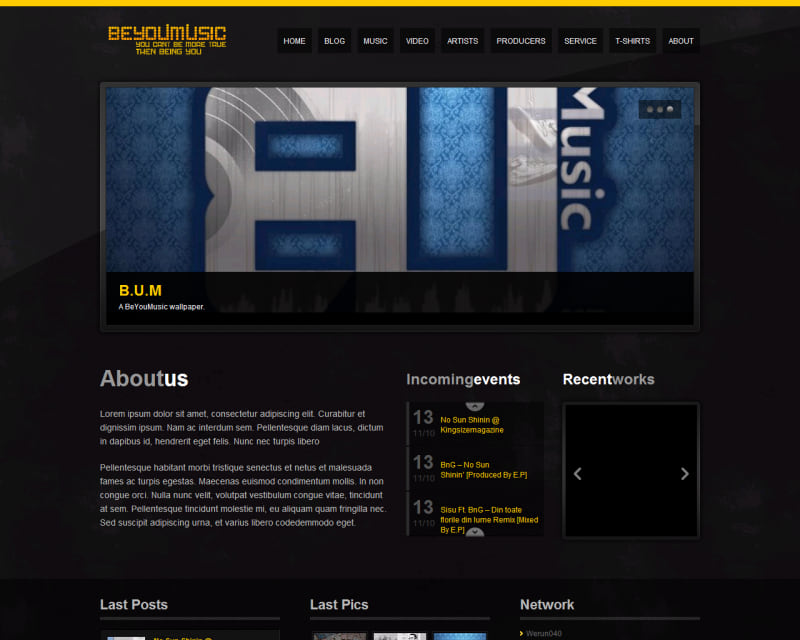 BEYOUMUSIC
YOU CANT BE MORE TRUE
THEN BEING YOU
HOME BLOG MUSIC VIDEO ARTISTS PRODUCERS SERVICE T-SHIRTS ABOUT
Music
B.U.M
A BeYouMusic wallpaper.
Aboutus
Lorem ipsum dolor sit amet, consectetur adipiscing elit. Curabitur et
dignissim ipsum. Nam ac interdum sem. Pellentesque diam lacus, dictum
in dapibus id, hendrerit eget felis. Nunc nec turpis libero
Pellentesque habitant morbi tristique senectus et netus et malesuada
fames ac turpis egestas. Maecenas euismod condimentum mollis. In non
congue orci. Nulla nunc velit, volutpat vestibulum congue vitae, tincidunt
at sem. Pellentesque tincidunt molestie mi, eu aliquam quam fringilla nec.
Sed suscipit adipiscing urna, et varius libero codedemmodo eget.
Incomingevents
13
11/10
No Sun Shinin @
Kingsizemagazine
13
11/10
BnG – No Sun
Shinin' [Produced By E.P]
13
11/10
Sisu Ft. BnG – Din toate
florile din lume Remix [Mixed
By E.P]
Recentworks
Last Posts
Last Pics
Network
No Sun Shinin @
Werun040